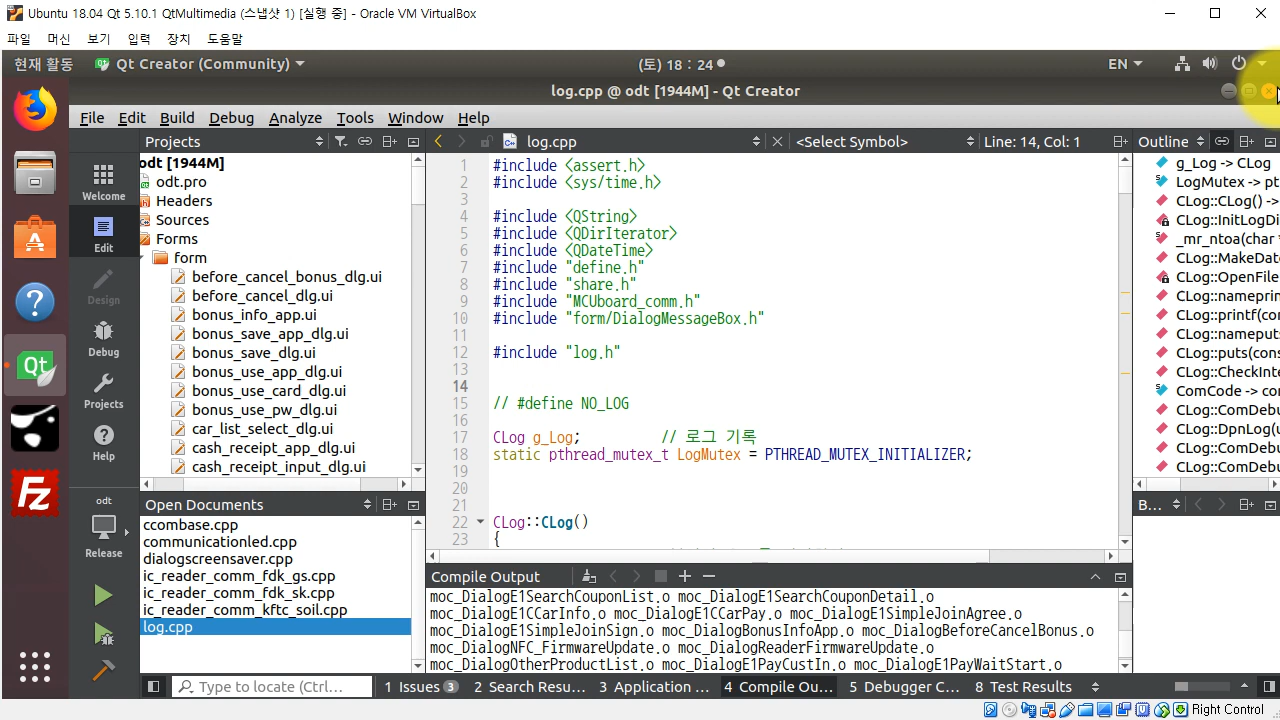 Ubuntu 18.04 Qt 5.10.1 QtMultimedia (스냅샷 1) [실행 중] - Oracle VM VirtualBox
파일 머신 보기 입력 장치 도움말
현재 활동 Qt Creator (Community) (토) 18 : 24 EN
log.cpp @ odt [1944M] - Qt Creator
File Edit Build Debug Analyze Tools Window Help
Projects
odt [1944M]
odt.pro
Headers
Sources
Forms
form
before_cancel_bonus_dlg.ui
before_cancel_dlg.ui
bonus_info_app.ui
bonus_save_app_dlg.ui
bonus_save_dlg.ui
bonus_use_app_dlg.ui
bonus_use_card_dlg.ui
bonus_use_pw_dlg.ui
car_list_select_dlg.ui
cash_receipt_app_dlg.ui
cash_receipt_input_dlg.ui
Welcome
Edit
Design
Debug
Projects
Help
odt
Release
Open Documents
ccombase.cpp
communicationled.cpp
dialogscreensaver.cpp
ic_reader_comm_fdk_gs.cpp
ic_reader_comm_fdk_sk.cpp
ic_reader_comm_kftc_soil.cpp
log.cpp
log.cpp <Select Symbol> Line: 14, Col: 1
1 #include <assert.h>
2 #include <sys/time.h>
3
4 #include <QString>
5 #include <QDirIterator>
6 #include <QDateTime>
7 #include "define.h"
8 #include "share.h"
9 #include "MCUboard_comm.h"
10 #include "form/DialogMessageBox.h"
11
12 #include "log.h"
13
14
15 // #define NO_LOG
16
17 CLog g_Log; // 로그 기록
18 static pthread_mutex_t LogMutex = PTHREAD_MUTEX_INITIALIZER;
19
20
21
22 CLog::CLog()
23 {
Outline
g_Log -> CLog
LogMutex -> pt
CLog::CLog() ->
CLog::InitLogDi
_mr_ntoa(char *
CLog::MakeDat
CLog::OpenFile
CLog::nameprin
CLog::printf(con
CLog::nameput
CLog::puts(cons
CLog::CheckInte
ComCode -> co
CLog::ComDebu
CLog::DpnLog(u
CLog::ComDebu
CLog::ComDebu
B...
Compile Output
moc_DialogE1SearchCouponList.o moc_DialogE1SearchCouponDetail.o
moc_DialogE1CCarInfo.o moc_DialogE1CCarPay.o moc_DialogE1SimpleJoinAgree.o
moc_DialogE1SimpleJoinSign.o moc_DialogBonusInfoApp.o moc_DialogBeforeCancelBonus.o
moc_DialogNFC_FirmwareUpdate.o moc_DialogReaderFirmwareUpdate.o
moc_DialogOtherProductList.o moc_DialogE1PayCustIn.o moc_DialogE1PayWaitStart.o
Type to locate (Ctrl... 1 Issues 3 2 Search Resu... 3 Application ... 4 Compile Ou... 5 Debugger C... 8 Test Results
Right Control